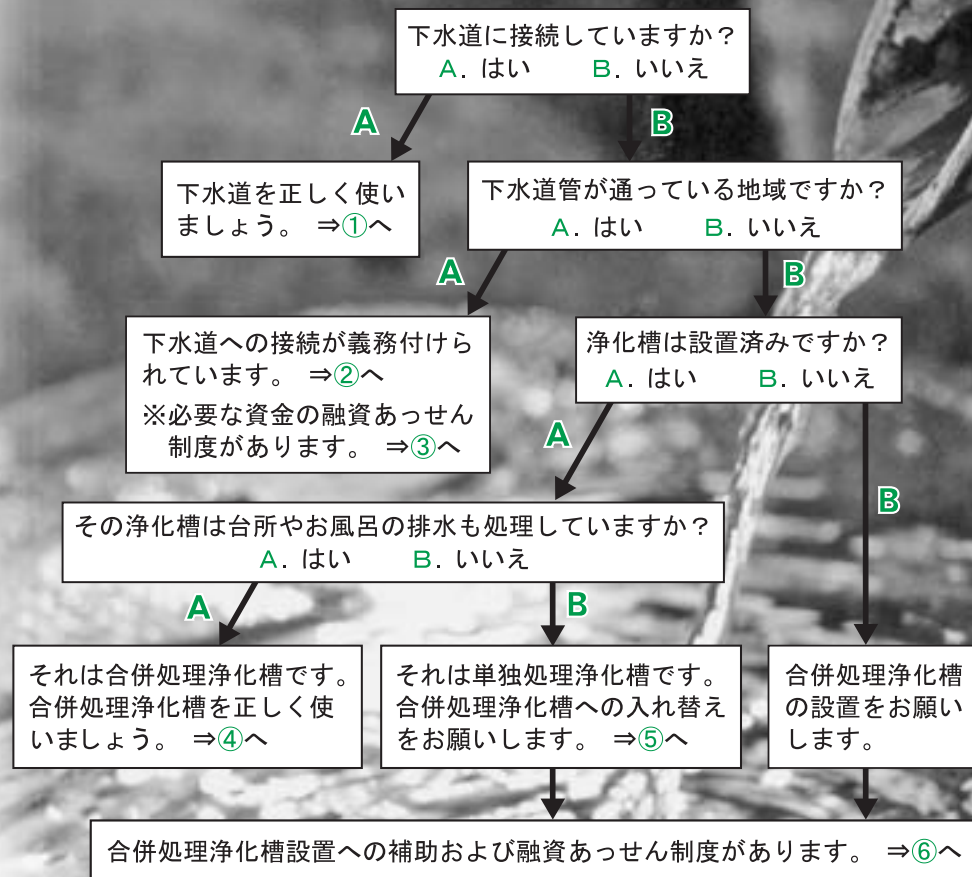 下水道に接続していますか?
A．はい　　B．いいえ
A
B
下水道を正しく使い
ましょう。 ⇒①へ
下水道管が通っている地域ですか?
A．はい　　B．いいえ
A
B
下水道への接続が義務付けら
れています。 ⇒②へ
※必要な資金の融資あっせん
制度があります。 ⇒③へ
浄化槽は設置済みですか?
A．はい　　B．いいえ
A
B
その浄化槽は台所やお風呂の排水も処理していますか?
A．はい　　B．いいえ
A
B
それは合併処理浄化槽です。
合併処理浄化槽を正しく使
いましょう。 ⇒④へ
それは単独処理浄化槽です。
合併処理浄化槽への入れ替え
をお願いします。 ⇒⑤へ
合併処理浄化槽
の設置をお願い
します。
合併処理浄化槽設置への補助および融資あっせん制度があります。 ⇒⑥へ